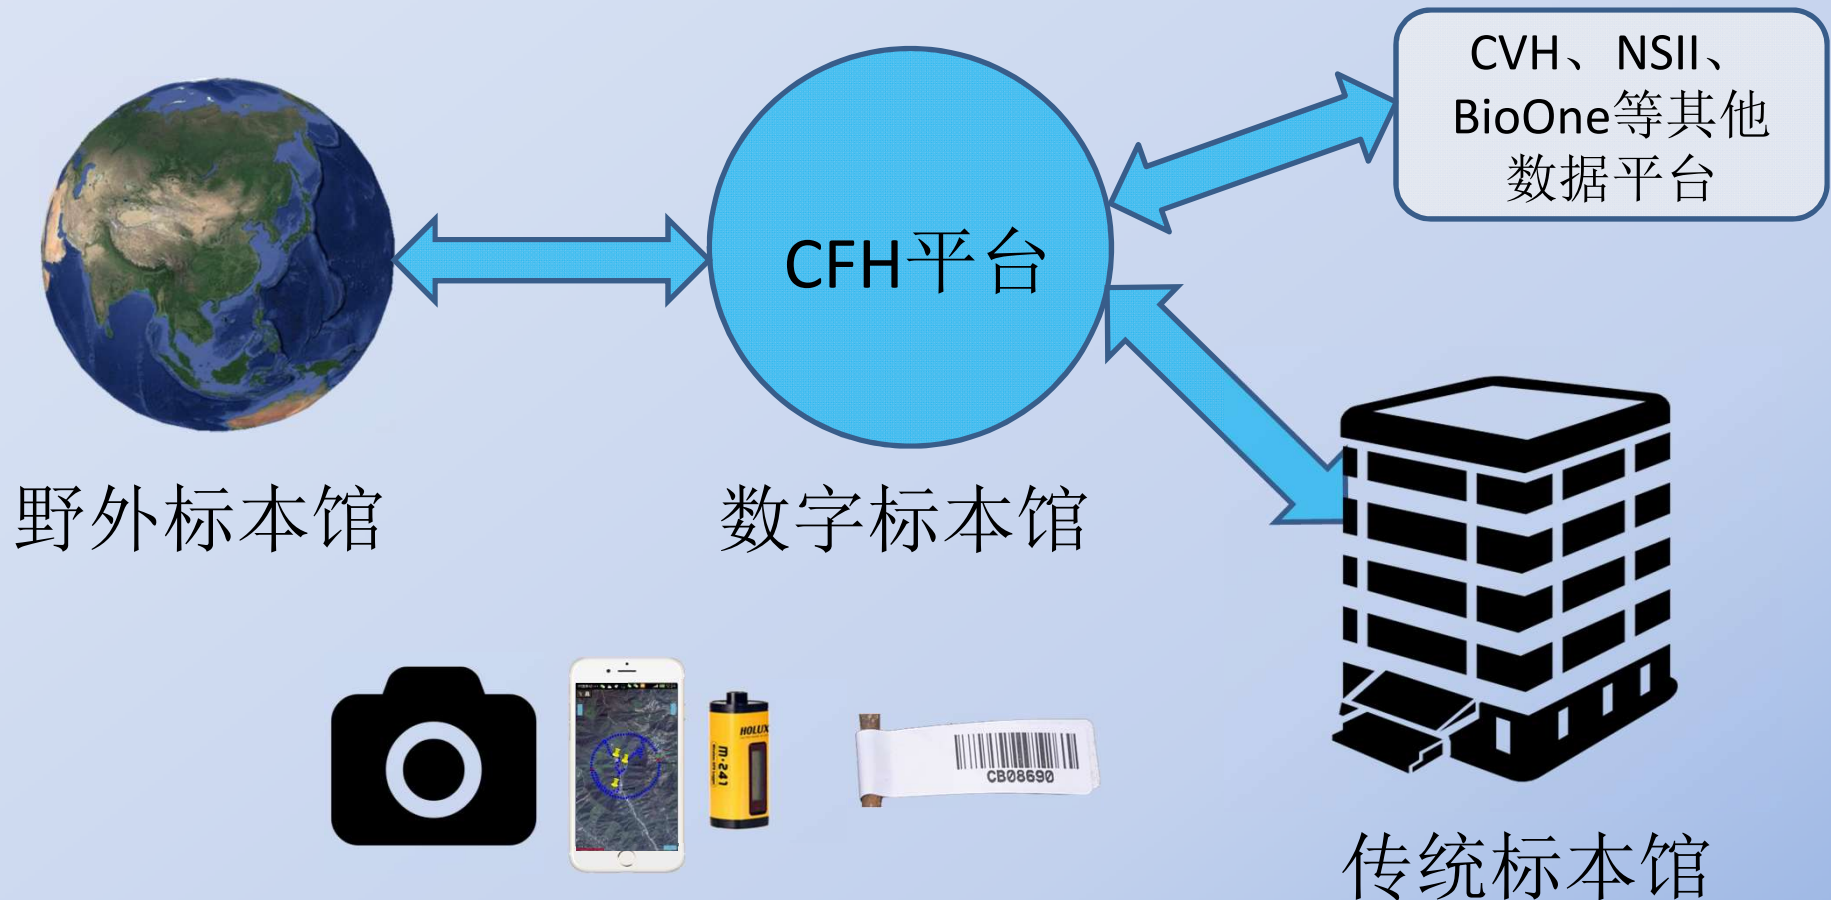 CVH、NSII、
BioOne等其他
数据平台
CFH平台
野外标本馆
数字标本馆
HOLUX
m-241
CB08690
传统标本馆